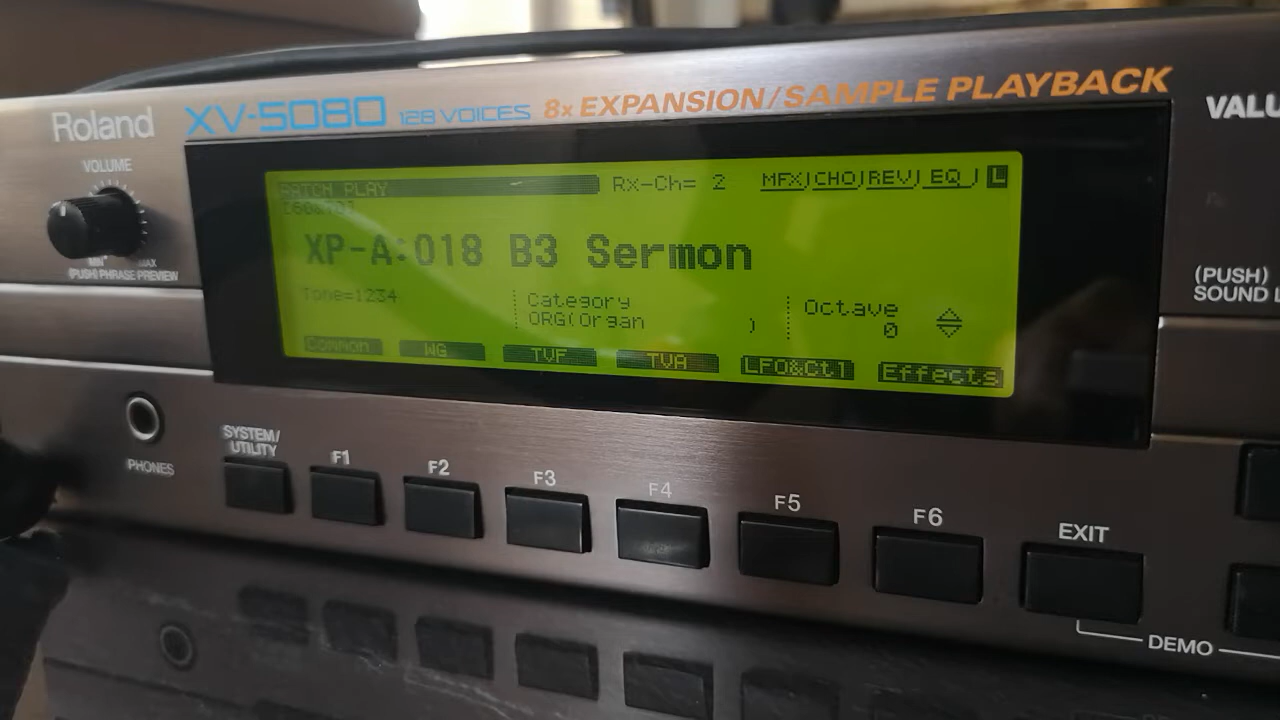 Roland XV-5080 128 VOICES 8x EXPANSION/SAMPLE PLAYBACK
VOLUME
MIN MAX
(PUSH) PHRASE PREVIEW
PATCH PLAY Rx-Ch= 2 MFX CHO REV EQ L
XP-A:018 B3 Sermon
Tone=1234
Category
ORG(Organ )
Octave
0
Common WG TVF TVA LFO&Ctl Effects
(PUSH)
PHONES
SYSTEM/
UTILITY
F1 F2 F3 F4 F5 F6 EXIT
DEMO